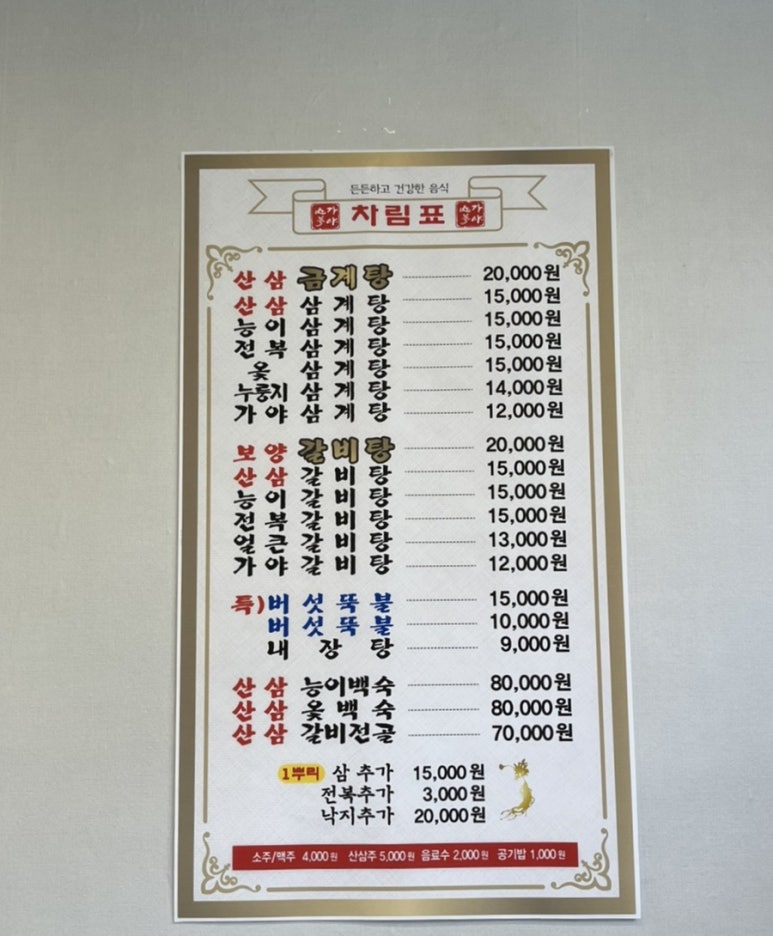 든든하고 건강한 음식
가야 차림표 가야
산삼 금계탕 20,000원
산삼 삼계탕 15,000원
능이 삼계탕 15,000원
전복 삼계탕 15,000원
옻 삼계탕 15,000원
누룽지 삼계탕 14,000원
가야 삼계탕 12,000원
보양 갈비탕 20,000원
산삼 갈비탕 15,000원
능이 갈비탕 15,000원
전복 갈비탕 15,000원
얼큰 갈비탕 13,000원
가야 갈비탕 12,000원
특)버섯뚝불 15,000원
버섯뚝불 10,000원
내장탕 9,000원
산삼 능이백숙 80,000원
산삼 옻백숙 80,000원
산삼 갈비전골 70,000원
1뿌리 삼 추가 15,000원
전복추가 3,000원
낙지추가 20,000원
소주/맥주 4,000원 산삼주 5,000원 음료수 2,000원 공기밥 1,000원